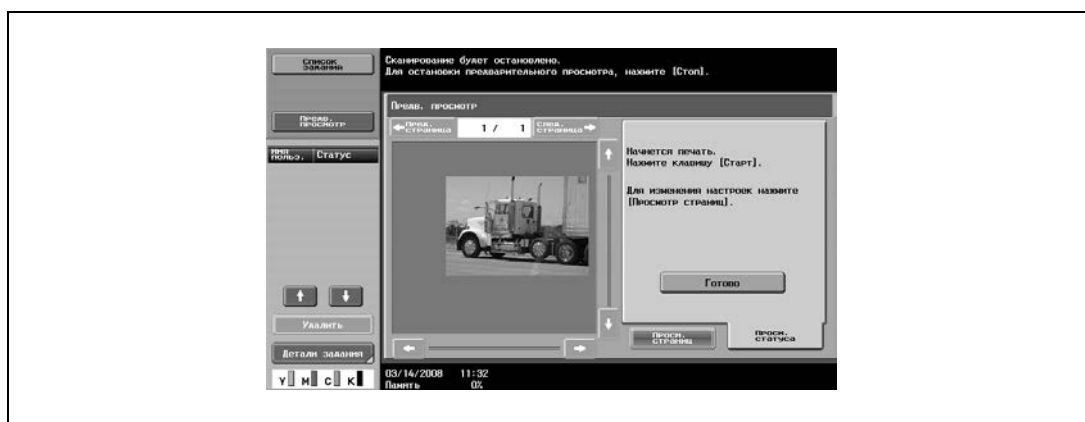 Список
задания
Сканирование будет остановлено.
Для остановки предварительного просмотра, нажмите [Стоп].
Предв.
просмотр
Предв. просмотр
Пред.
страница
1 / 1
След.
страница
Имя
польз.
Статус
Начнется печать.
Нажмите клавишу [Старт].
Для изменения настроек нажмите
[Просмотр страниц].
Готово
Удалить
Просм.
страниц
Просм.
статуса
Детали задания
Y M C K
03/14/2008 11:32
Память 0%